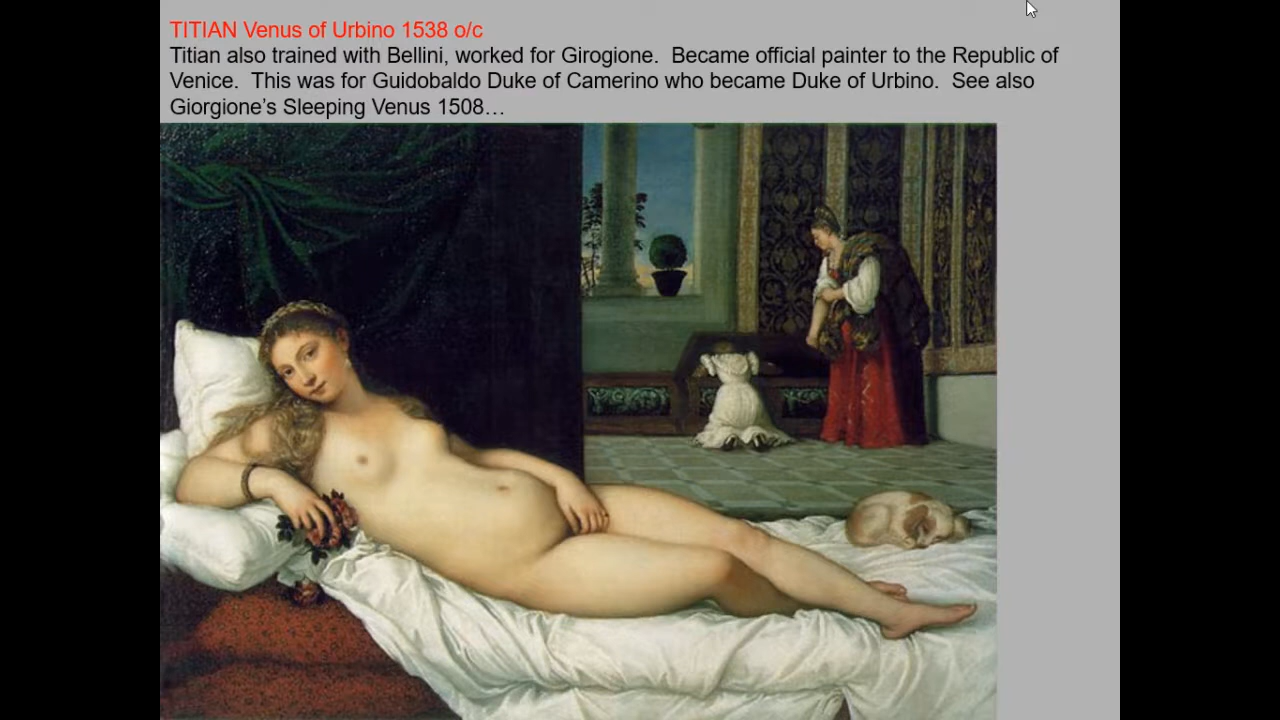 TITIAN Venus of Urbino 1538 o/c
Titian also trained with Bellini, worked for Girogione.  Became official painter to the Republic of
Venice.  This was for Guidobaldo Duke of Camerino who became Duke of Urbino.  See also
Giorgione’s Sleeping Venus 1508…